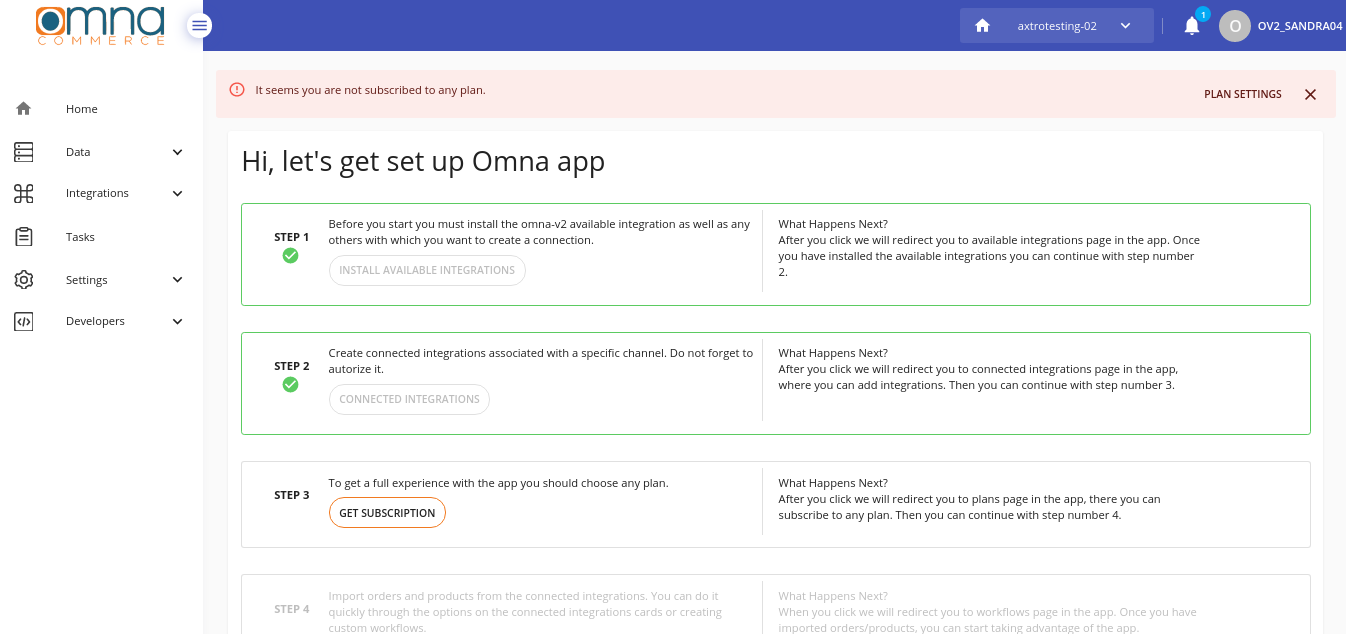 omna
COMMERCE
axtrotesting-02
1
O
OV2_SANDRA04
Home
Data
Integrations
Tasks
Settings
Developers
It seems you are not subscribed to any plan.
PLAN SETTINGS
Hi, let's get set up Omna app
STEP 1
Before you start you must install the omna-v2 available integration as well as any
others with which you want to create a connection.
INSTALL AVAILABLE INTEGRATIONS
What Happens Next?
After you click we will redirect you to available integrations page in the app. Once
you have installed the available integrations you can continue with step number
2.
STEP 2
Create connected integrations associated with a specific channel. Do not forget to
autorize it.
CONNECTED INTEGRATIONS
What Happens Next?
After you click we will redirect you to connected integrations page in the app,
where you can add integrations. Then you can continue with step number 3.
STEP 3
To get a full experience with the app you should choose any plan.
GET SUBSCRIPTION
What Happens Next?
After you click we will redirect you to plans page in the app, there you can
subscribe to any plan. Then you can continue with step number 4.
STEP 4
Import orders and products from the connected integrations. You can do it
quickly through the options on the connected integrations cards or creating
custom workflows.
What Happens Next?
When you click we will redirect you to workflows page in the app. Once you have
imported orders/products, you can start taking advantage of the app.